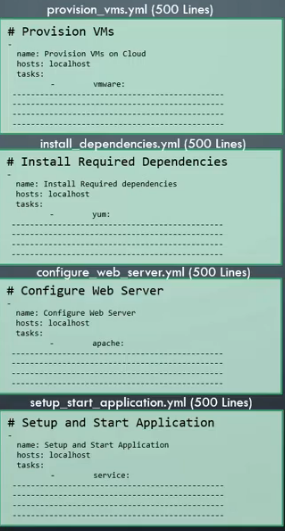 provision_vms.yml (500 Lines)
# Provision VMs
-
name: Provision VMs on Cloud
hosts: localhost
tasks:
- vmware:
------------------------------------------------
------------------------------------------------
------------------------------------------------
------------------------------------------------
install_dependencies.yml (500 Lines)
# Install Required Dependencies
-
name: Install Required dependencies
hosts: localhost
tasks:
- yum:
------------------------------------------------
------------------------------------------------
------------------------------------------------
------------------------------------------------
configure_web_server.yml (500 Lines)
# Configure Web Server
-
name: Configure Web Server
hosts: localhost
tasks:
- apache:
------------------------------------------------
------------------------------------------------
------------------------------------------------
------------------------------------------------
setup_start_application.yml (500 Lines)
# Setup and Start Application
-
name: Setup and Start Application
hosts: localhost
tasks:
- service:
------------------------------------------------
------------------------------------------------
------------------------------------------------
------------------------------------------------